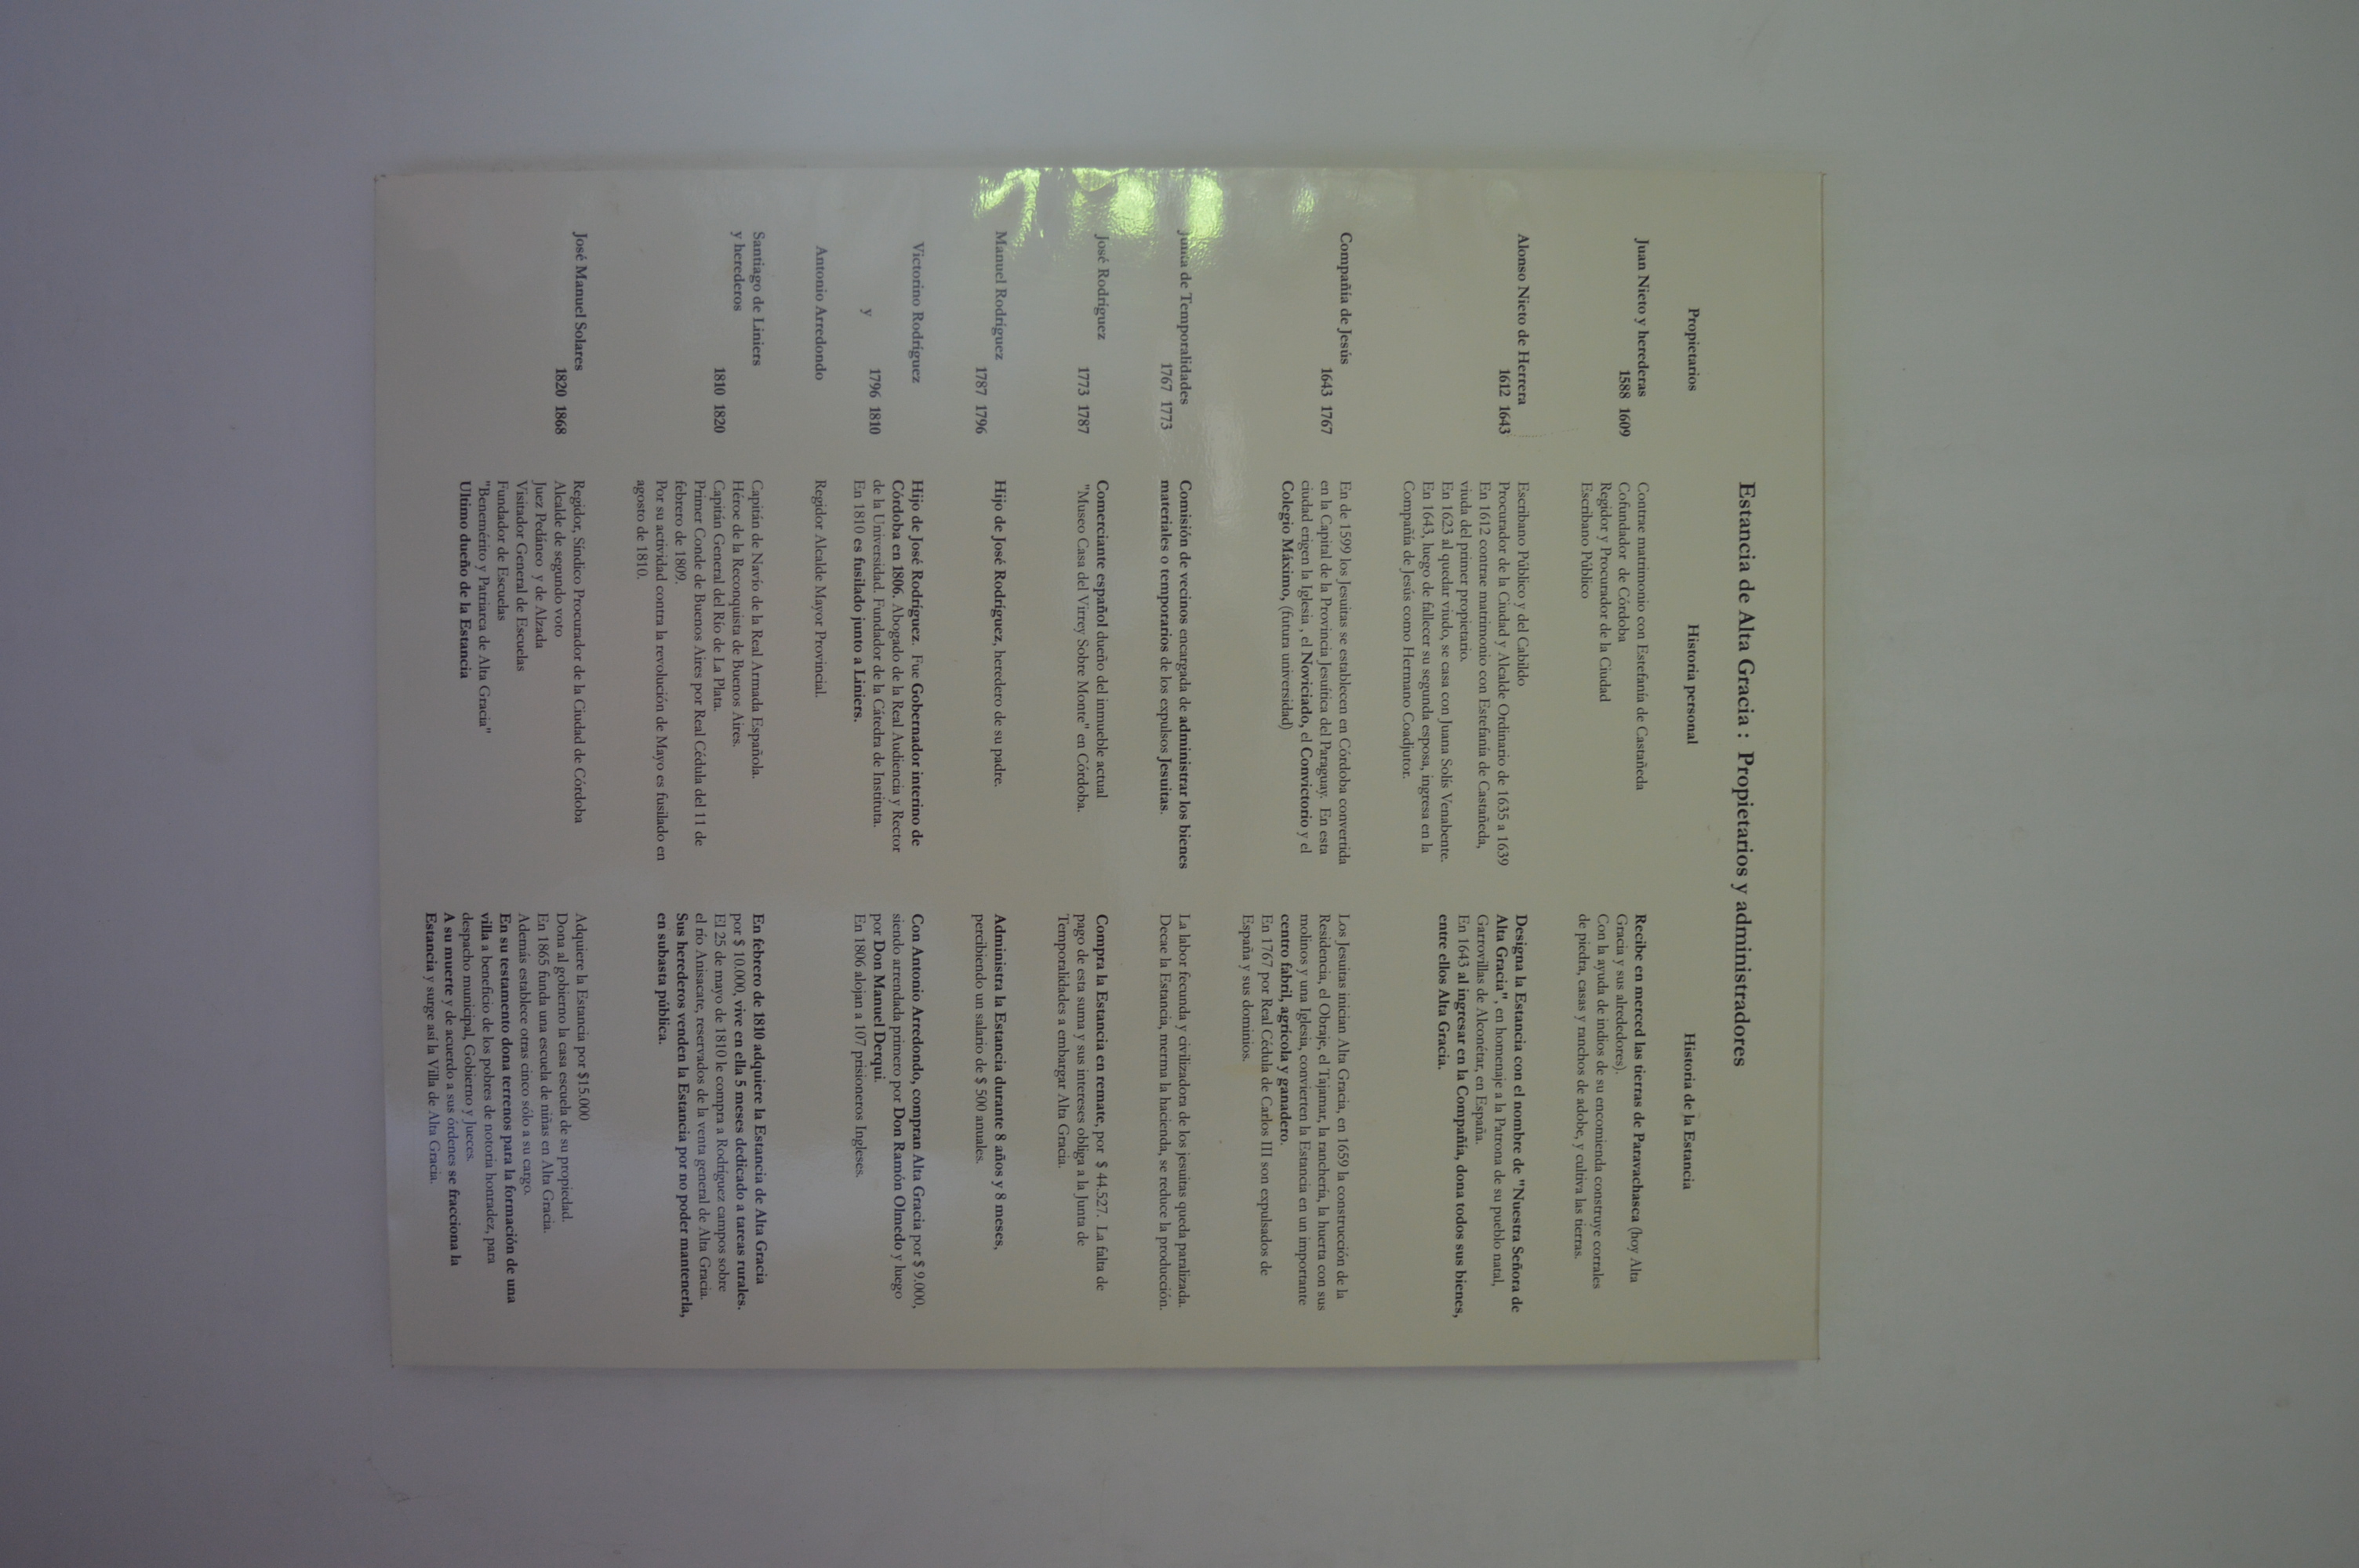 Estancia de Alta Gracia : Propietarios y administradores
Propietarios
Historia personal
Historia de la Estancia
Juan Nieto y herederas
1588 1609
Contrae matrimonio con Estefanía de Castañeda
Cofundador de Córdoba
Regidor y Procurador de la Ciudad
Escribano Público
Recibe en merced las tierras de Paravachasca (hoy Alta
Gracia y sus alrededores).
Con la ayuda de indios de su encomienda construye corrales
de piedra, casas y ranchos de adobe, y cultiva las tierras.
Alonso Nieto de Herrera
1612 1643
Escribano Público y del Cabildo
Procurador de la Ciudad y Alcalde Ordinario de 1635 a 1639
En 1612 contrae matrimonio con Estefanía de Castañeda,
viuda del primer propietario.
En 1623 al quedar viudo, se casa con Juana Solís Venabente.
En 1643, luego de fallecer su segunda esposa, ingresa en la
Compañía de Jesús como Hermano Coadjutor.
Designa la Estancia con el nombre de "Nuestra Señora de
Alta Gracia", en homenaje a la Patrona de su pueblo natal,
Garrovillas de Alconétar, en España.
En 1643 al ingresar en la Compañía, dona todos sus bienes,
entre ellos Alta Gracia.
Compañía de Jesús
1643 1767
En de 1599 los Jesuitas se establecen en Córdoba convertida
en la Capital de la Provincia Jesuítica del Paraguay. En esta
ciudad erigen la Iglesia , el Noviciado, el Convictorio y el
Colegio Máximo, (futura universidad)
Los Jesuitas inician Alta Gracia, en 1659 la construcción de la
Residencia, el Obraje, el Tajamar, la ranchería, la huerta con sus
molinos y una Iglesia, convierten la Estancia en un importante
centro fabril, agrícola y ganadero.
En 1767 por Real Cédula de Carlos III son expulsados de
España y sus dominios.
Junta de Temporalidades
1767 1773
Comisión de vecinos encargada de administrar los bienes
materiales o temporarios de los expulsos Jesuitas.
La labor fecunda y civilizadora de los jesuitas queda paralizada.
Decae la Estancia, merma la hacienda, se reduce la producción.
José Rodríguez
1773 1787
Comerciante español dueño del inmueble actual
"Museo Casa del Virrey Sobre Monte" en Córdoba.
Compra la Estancia en remate, por $ 44.527. La falta de
pago de esta suma y sus intereses obliga a la Junta de
Temporalidades a embargar Alta Gracia.
Manuel Rodríguez
1787 1796
Hijo de José Rodríguez, heredero de su padre.
Administra la Estancia durante 8 años y 8 meses,
percibiendo un salario de $ 500 anuales.
Victorino Rodríguez
y
1796 1810
Antonio Arredondo
Hijo de José Rodríguez. Fue Gobernador interino de
Córdoba en 1806. Abogado de la Real Audiencia y Rector
de la Universidad. Fundador de la Cátedra de Instituta.
En 1810 es fusilado junto a Liniers.
Regidor Alcalde Mayor Provincial.
Con Antonio Arredondo, compran Alta Gracia por $ 9.000,
siendo arrendada primero por Don Ramón Olmedo y luego
por Don Manuel Derqui.
En 1806 alojan a 107 prisioneros Ingleses.
Santiago de Liniers
y herederos
1810 1820
Capitán de Navío de la Real Armada Española.
Héroe de la Reconquista de Buenos Aires.
Capitán General del Río de La Plata.
Primer Conde de Buenos Aires por Real Cédula del 11 de
febrero de 1809.
Por su actividad contra la revolución de Mayo es fusilado en
agosto de 1810.
En febrero de 1810 adquiere la Estancia de Alta Gracia
por $ 10.000, vive en ella 5 meses dedicado a tareas rurales.
El 25 de mayo de 1810 le compra a Rodríguez campos sobre
el río Anisacate, reservados de la venta general de Alta Gracia.
Sus herederos venden la Estancia por no poder mantenerla,
en subasta pública.
José Manuel Solares
1820 1868
Regidor, Síndico Procurador de la Ciudad de Córdoba
Alcalde de segundo voto
Juez Pedáneo y de Alzada
Visitador General de Escuelas
Fundador de Escuelas
"Benemérito y Patriarca de Alta Gracia"
Ultimo dueño de la Estancia
Adquiere la Estancia por $15.000
Dona al gobierno la casa escuela de su propiedad.
En 1865 funda una escuela de niñas en Alta Gracia.
Además establece otras cinco sólo a su cargo.
En su testamento dona terrenos para la formación de una
villa a beneficio de los pobres de notoria honradez, para
despacho municipal, Gobierno y Jueces.
A su muerte y de acuerdo a sus órdenes se fracciona la
Estancia y surge así la Villa de Alta Gracia.